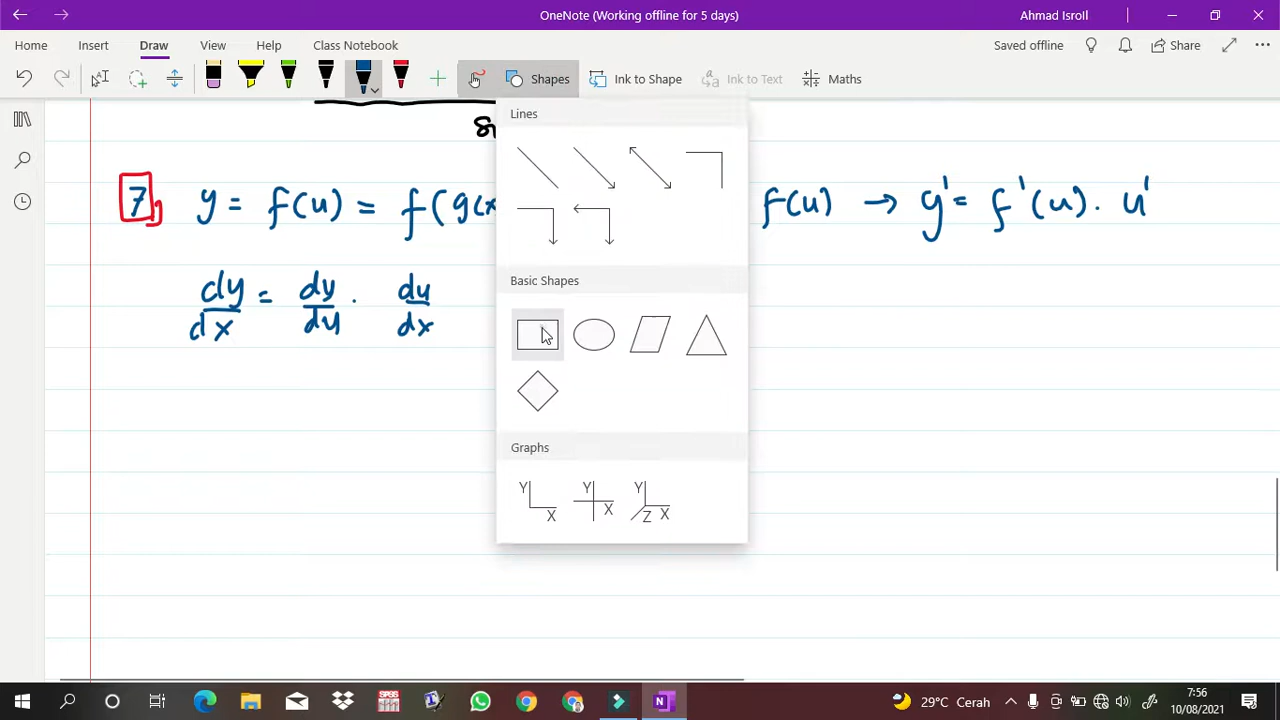 OneNote (Working offline for 5 days)
Ahmad Isroil
Home Insert Draw View Help Class Notebook
Saved offline
Share
Shapes
Ink to Shape
Ink to Text
Maths
Lines
7) y = f(u) = f(g(x
f(u) → y' = f'(u) . u'
dy/dx = dy/du . du/dx
Basic Shapes
Graphs
Y X
Y X
Y Z X
SPSS
29°C Cerah
7:56
10/08/2021